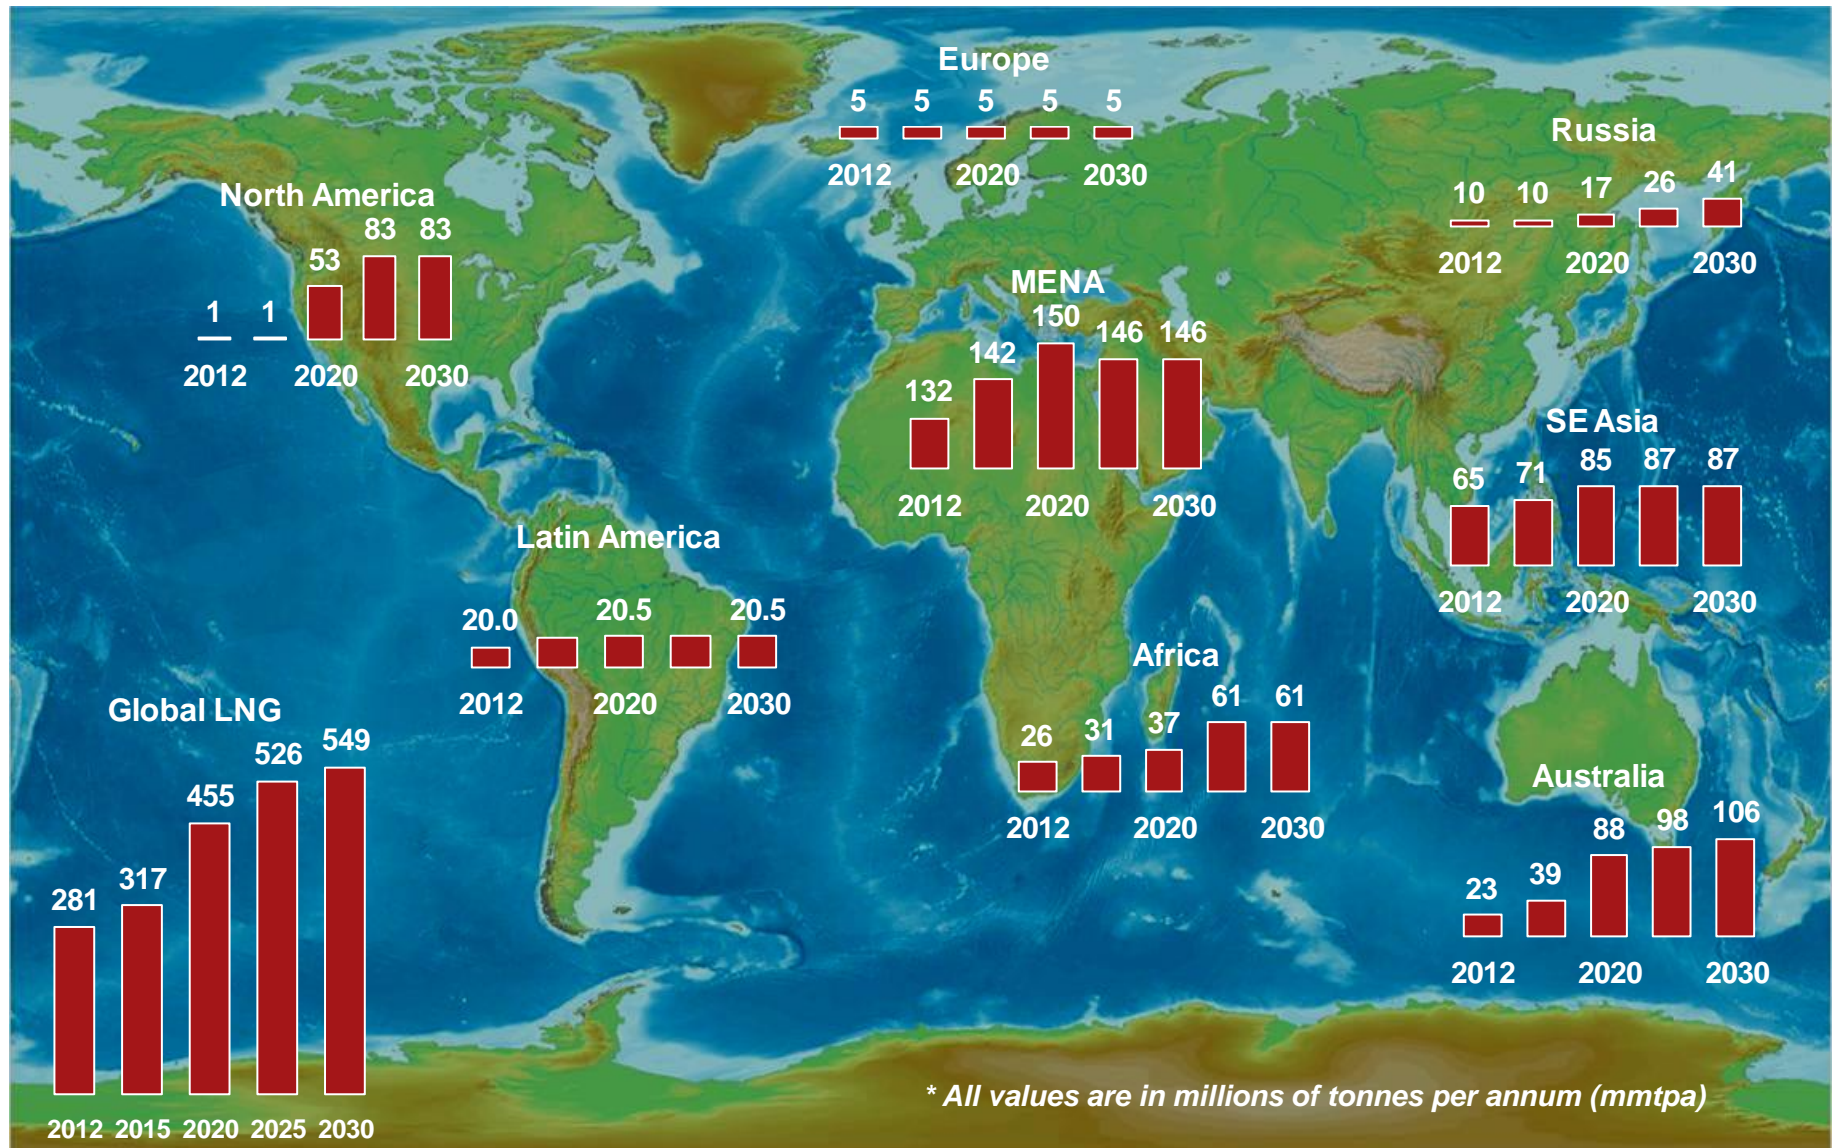 Europe
5 5 5 5 5
2012 2020 2030
Russia
10 10 17 26 41
2012 2020 2030
North America
1 1 53 83 83
2012 2020 2030
MENA
132 142 150 146 146
2012 2020 2030
SE Asia
65 71 85 87 87
2012 2020 2030
Latin America
20.0 20.5 20.5
2012 2020 2030
Africa
26 31 37 61 61
2012 2020 2030
Global LNG
281 317 455 526 549
2012 2015 2020 2025 2030
Australia
23 39 88 98 106
2012 2020 2030
* All values are in millions of tonnes per annum (mmtpa)